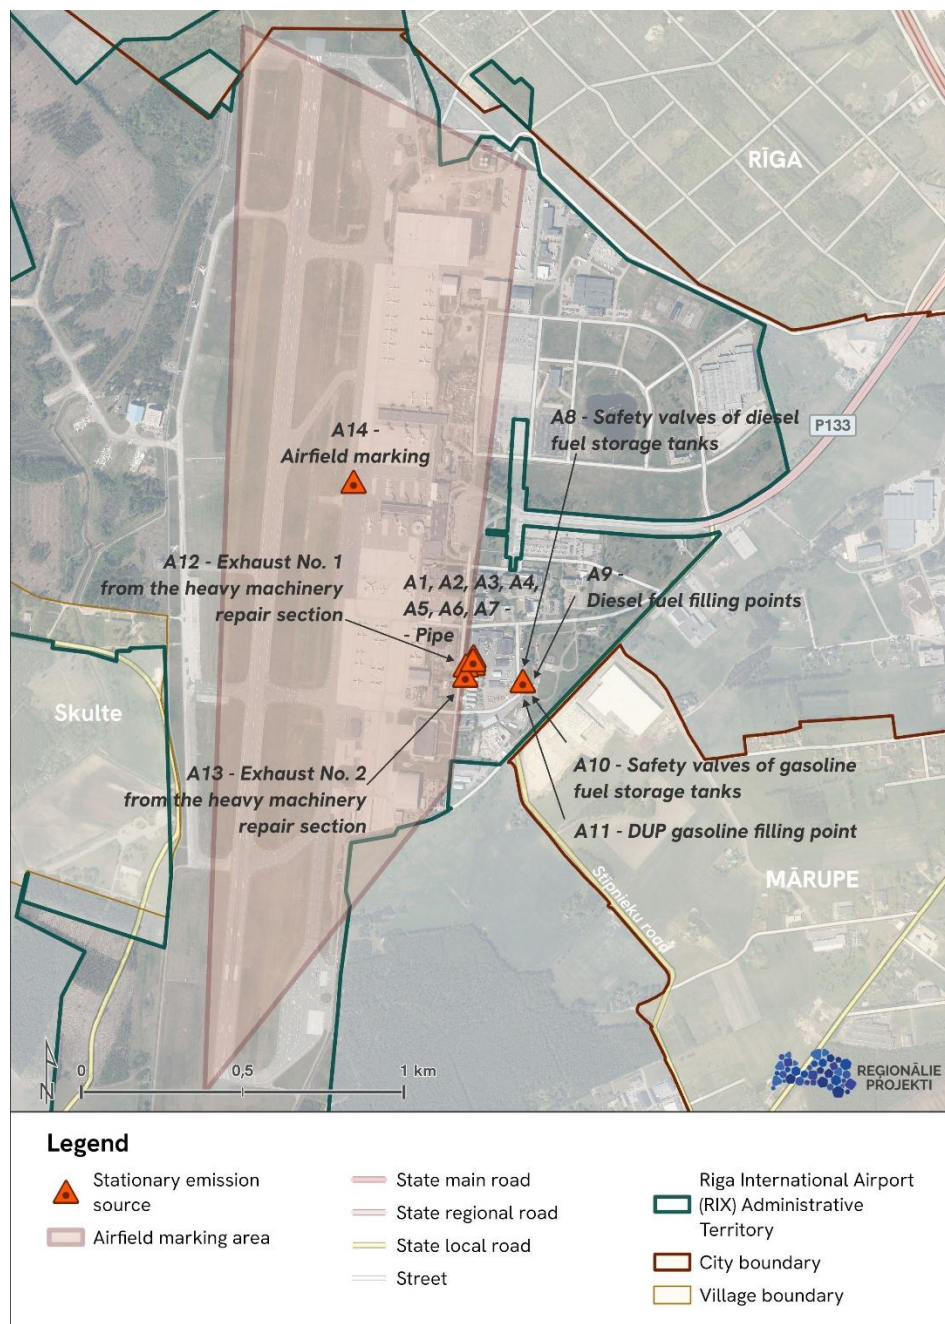 RĪGA
P133
A8 - Safety valves of diesel
fuel storage tanks
A14 -
Airfield marking
A12 - Exhaust No. 1
from the heavy machinery
repair section
A1, A2, A3, A4,
A5, A6, A7 -
- Pipe
A9 -
Diesel fuel filling points
Skulte
A13 - Exhaust No. 2
from the heavy machinery
repair section
A10 - Safety valves of gasoline
fuel storage tanks
A11 - DUP gasoline filling point
MĀRUPE
Stīpnieku road
N
0 0,5 1 km
REĢIONĀLIE
PROJEKTI
Legend
Stationary emission
source
Airfield marking area
State main road
State regional road
State local road
Street
Riga International Airport
(RIX) Administrative
Territory
City boundary
Village boundary